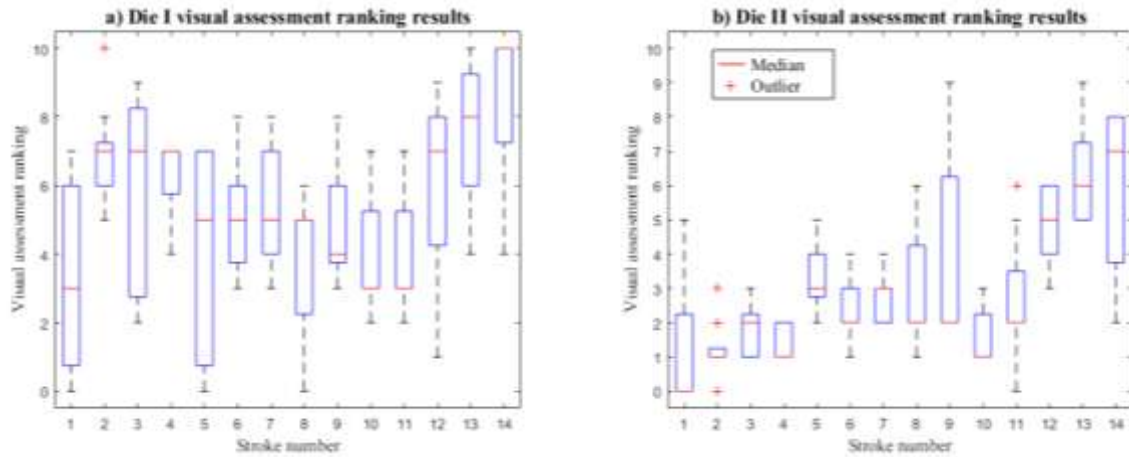 a) Die I visual assessment ranking results
10
8
6
4
2
0
Visual assessment ranking
1 2 3 4 5 6 7 8 9 10 11 12 13 14
Stroke number
b) Die II visual assessment ranking results
Median
Outlier
10
9
8
7
6
5
4
3
2
1
0
Visual assessment ranking
1 2 3 4 5 6 7 8 9 10 11 12 13 14
Stroke number